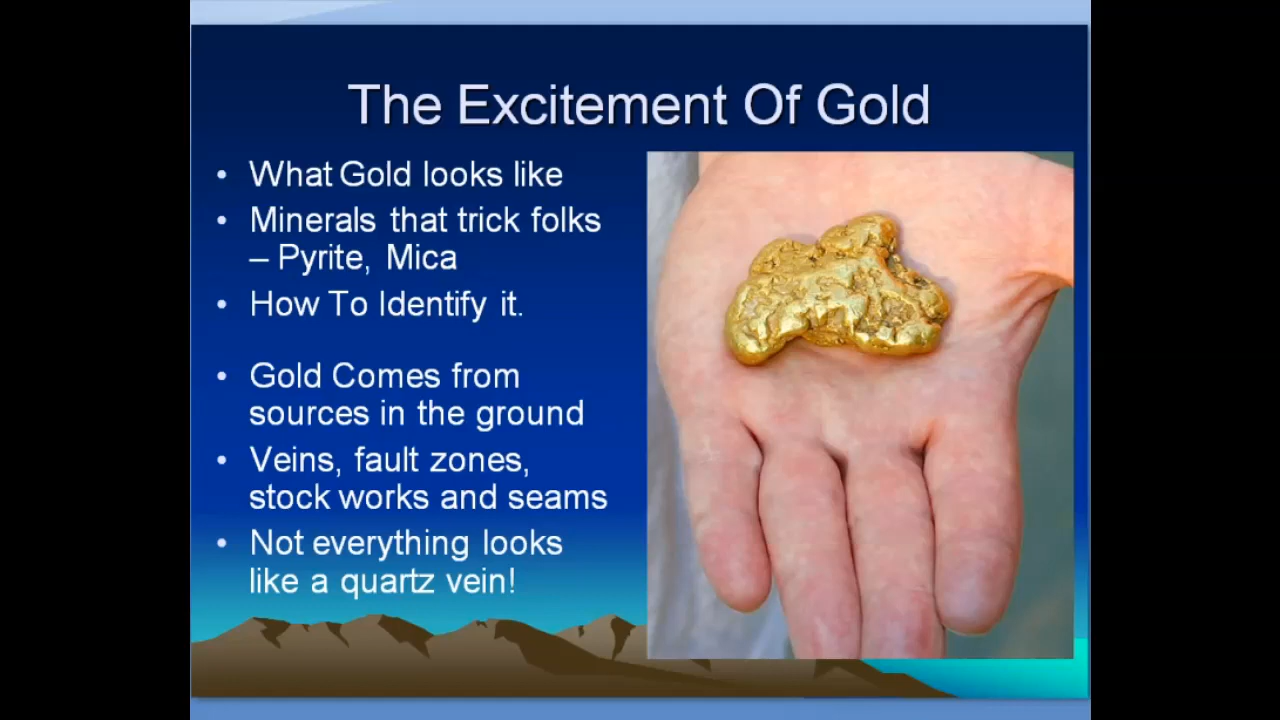 The Excitement Of Gold
• What Gold looks like
• Minerals that trick folks
– Pyrite, Mica
• How To Identify it.
• Gold Comes from
sources in the ground
• Veins, fault zones,
stock works and seams
• Not everything looks
like a quartz vein!